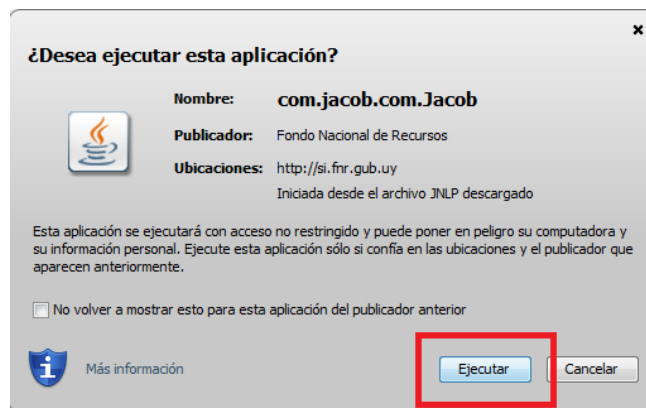 ¿Desea ejecutar esta aplicación?
Nombre: com.jacob.com.Jacob
Publicador: Fondo Nacional de Recursos
Ubicaciones: http://si.fnr.gub.uy
Iniciada desde el archivo JNLP descargado
Esta aplicación se ejecutará con acceso no restringido y puede poner en peligro su computadora y
su información personal. Ejecute esta aplicación sólo si confía en las ubicaciones y el publicador que
aparecen anteriormente.
No volver a mostrar esto para esta aplicación del publicador anterior
Más información Ejecutar Cancelar